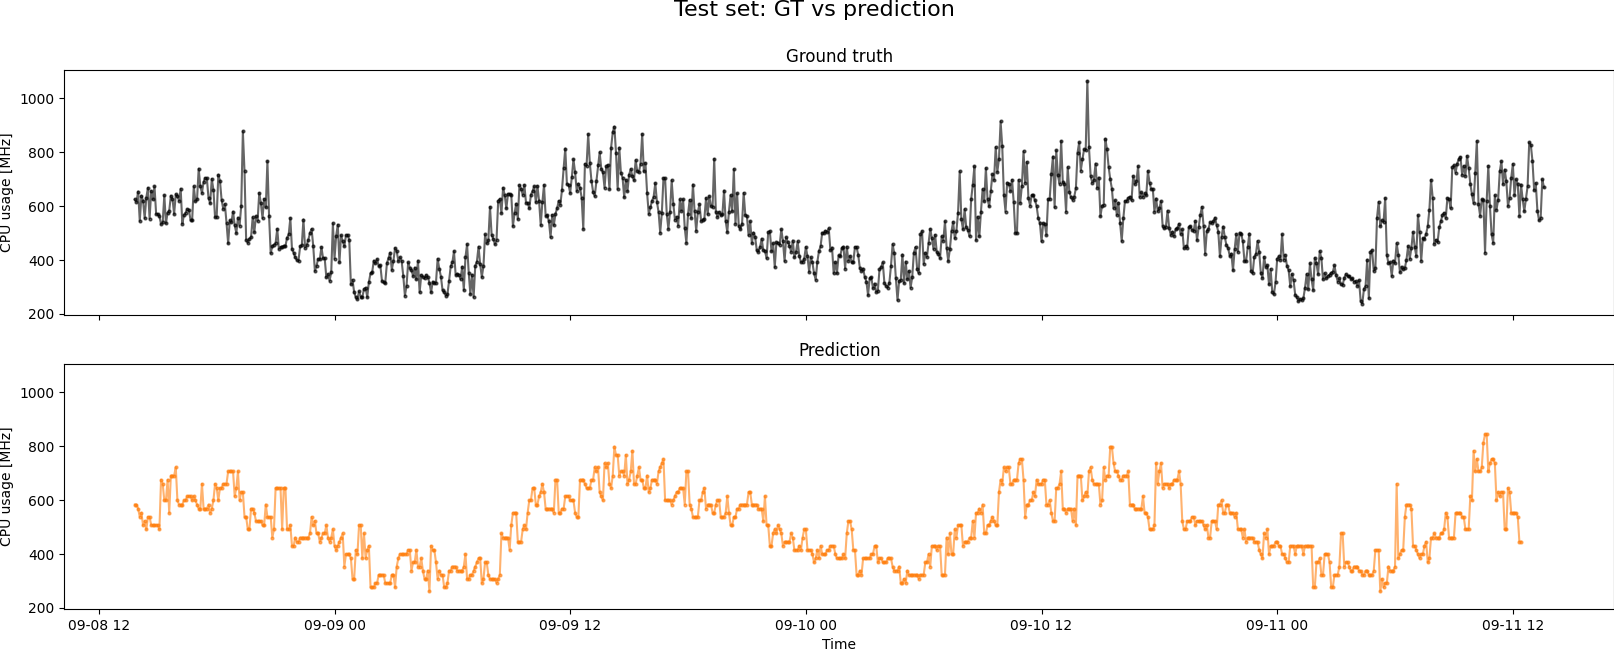 Test set: GT vs prediction
Ground truth
CPU usage [MHz]
1000
800
600
400
200
Prediction
CPU usage [MHz]
1000
800
600
400
200
09-08 12
09-09 00
09-09 12
09-10 00
09-10 12
09-11 00
09-11 12
Time